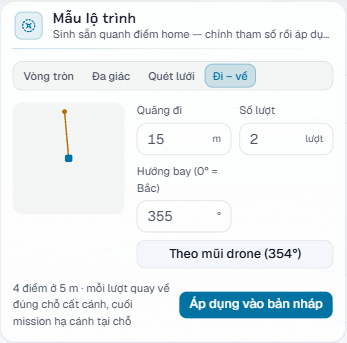 Mẫu lộ trình
Sinh sẵn quanh điểm home — chỉnh tham số rồi áp dụ...
Vòng tròn Đa giác Quét lưới Đi – về
Quãng đi Số lượt
15 m 2 lượt
Hướng bay (0° =
Bắc)
355 °
Theo mũi drone (354°)
4 điểm ở 5 m · mỗi lượt quay về
đúng chỗ cất cánh, cuối
mission hạ cánh tại chỗ
Áp dụng vào bản nháp